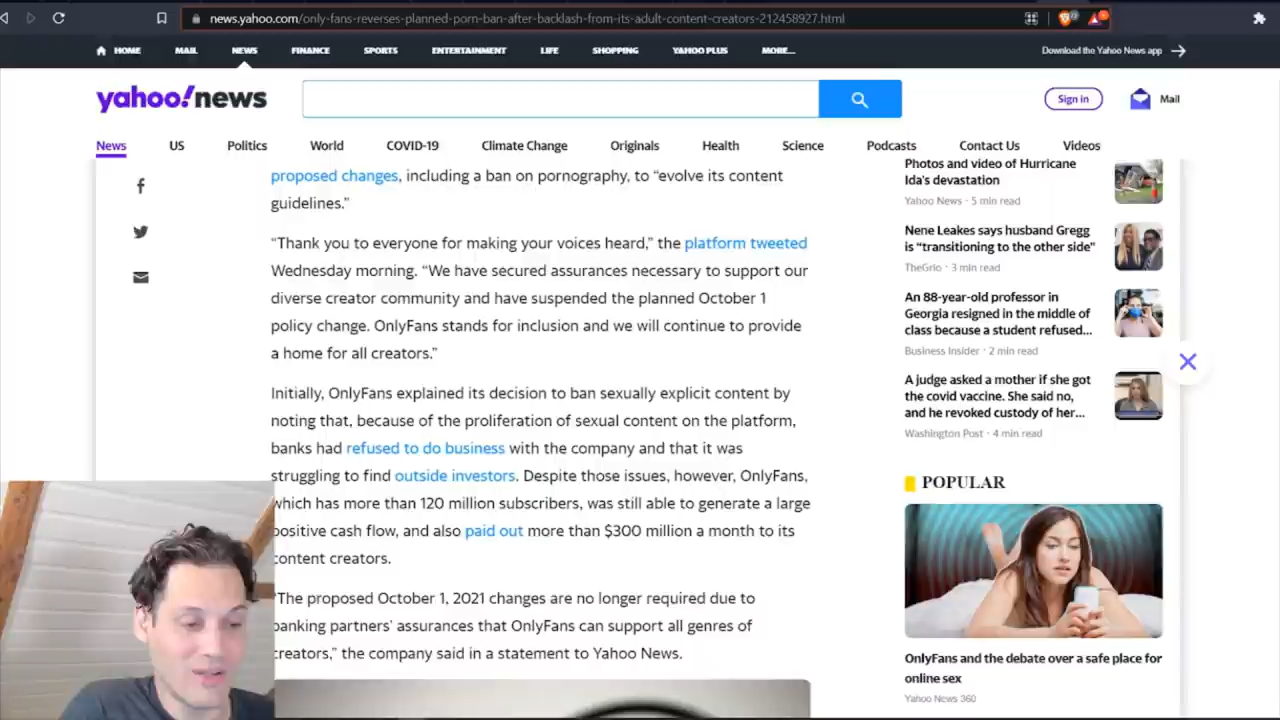 news.yahoo.com/only-fans-reverses-planned-porn-ban-after-backlash-from-its-adult-content-creators-212458927.html
HOME MAIL NEWS FINANCE SPORTS ENTERTAINMENT LIFE SHOPPING YAHOO PLUS MORE... Download the Yahoo News app
yahoo!news Sign in Mail
News US Politics World COVID-19 Climate Change Originals Health Science Podcasts Contact Us Videos
proposed changes, including a ban on pornography, to “evolve its content
guidelines.”
“Thank you to everyone for making your voices heard,” the platform tweeted
Wednesday morning. “We have secured assurances necessary to support our
diverse creator community and have suspended the planned October 1
policy change. OnlyFans stands for inclusion and we will continue to provide
a home for all creators.”
Initially, OnlyFans explained its decision to ban sexually explicit content by
noting that, because of the proliferation of sexual content on the platform,
banks had refused to do business with the company and that it was
struggling to find outside investors. Despite those issues, however, OnlyFans,
which has more than 120 million subscribers, was still able to generate a large
positive cash flow, and also paid out more than $300 million a month to its
content creators.
“The proposed October 1, 2021 changes are no longer required due to
banking partners’ assurances that OnlyFans can support all genres of
creators,” the company said in a statement to Yahoo News.
Photos and video of Hurricane
Ida's devastation
Yahoo News · 5 min read
Nene Leakes says husband Gregg
is “transitioning to the other side”
TheGrio · 3 min read
An 88-year-old professor in
Georgia resigned in the middle of
class because a student refused...
Business Insider · 2 min read
A judge asked a mother if she got
the covid vaccine. She said no,
and he revoked custody of her...
Washington Post · 4 min read
POPULAR
OnlyFans and the debate over a safe place for
online sex
Yahoo News 360